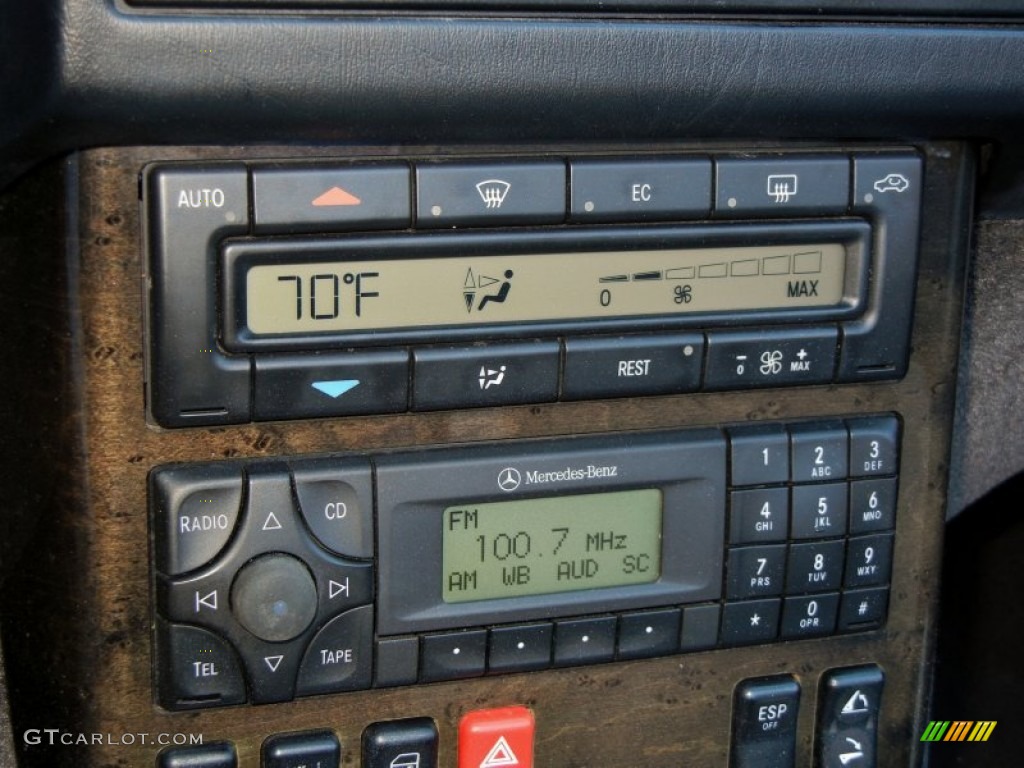 AUTO
EC
70°F
0 MAX
REST
- 0 + MAX
Mercedes-Benz
RADIO
CD
TEL
TAPE
FM
100.7 MHz
AM WB AUD SC
1
2 ABC
3 DEF
4 GHI
5 JKL
6 MNO
7 PRS
8 TUV
9 WXY
*
0 OPR
#
ESP OFF
GTCARLOT.COM